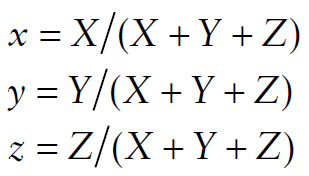 x = X/(X + Y + Z)
y = Y/(X + Y + Z)
z = Z/(X + Y + Z)